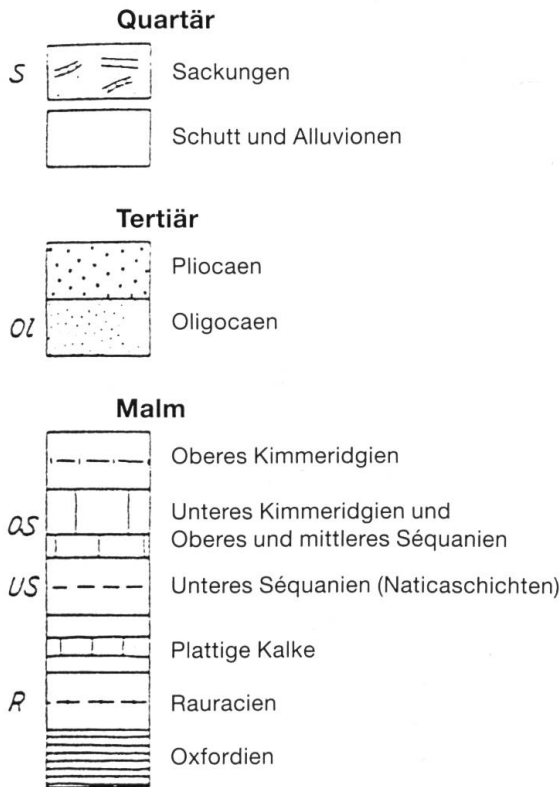 Quartär
S Sackungen
Schutt und Alluvionen
Tertiär
Pliocaen
Ol Oligocaen
Malm
Oberes Kimmeridgien
OS Unteres Kimmeridgien und
Oberes und mittleres Séquanien
US Unteres Séquanien (Naticaschichten)
Plattige Kalke
R Rauracien
Oxfordien